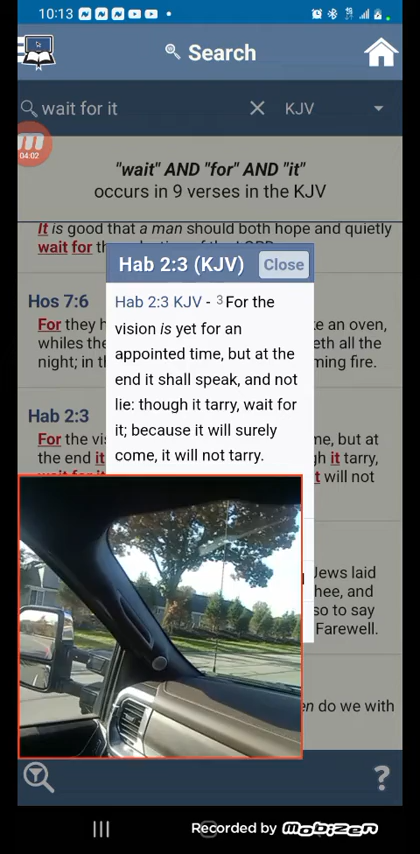 10:13
Search
wait for it
KJV
04:02
"wait" AND "for" AND "it"
occurs in 9 verses in the KJV
It is good that a man should both hope and quietly
wait for
Hab 2:3 (KJV)
Close
Hos 7:6
For they
an oven,
whiles the
eth all the
night; in
ming fire.
Hab 2:3 KJV - 3 For the
vision is yet for an
appointed time, but at the
end it shall speak, and not
lie: though it tarry, wait for
it; because it will surely
come, it will not tarry.
Hab 2:3
For the
me, but at
the end it
it tarry,
will not
Jews laid
hee, and
so to say
Farewell.
do we with
?
Recorded by Mobizen